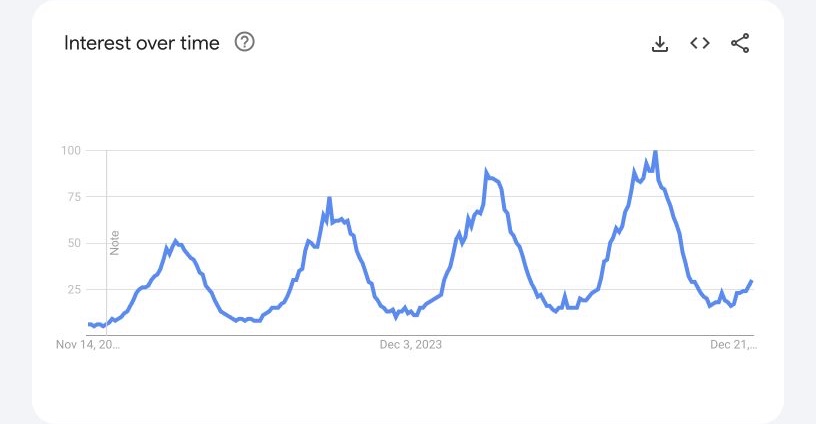 Interest over time
100
75
50
25
Note
Nov 14, 20...
Dec 3, 2023
Dec 21,...